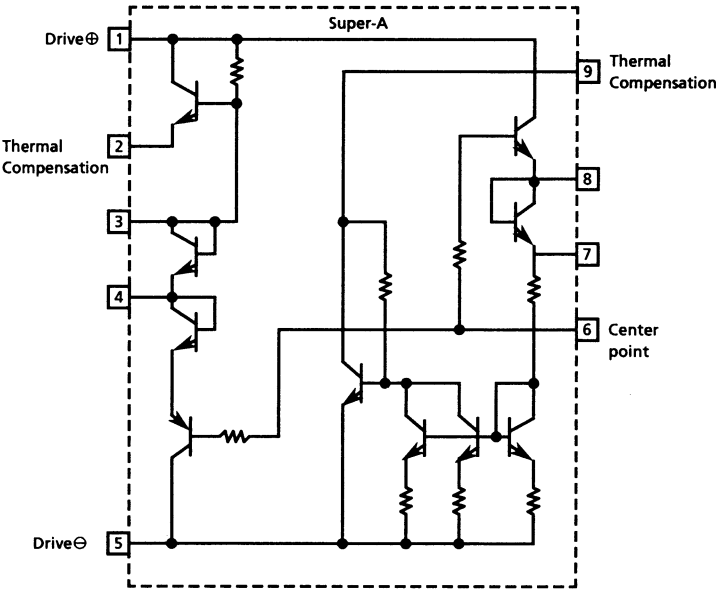 Super-A
Drive⊕ 1
9 Thermal
Compensation
Thermal
Compensation 2
8
3
7
4
6 Center
point
Drive⊖ 5